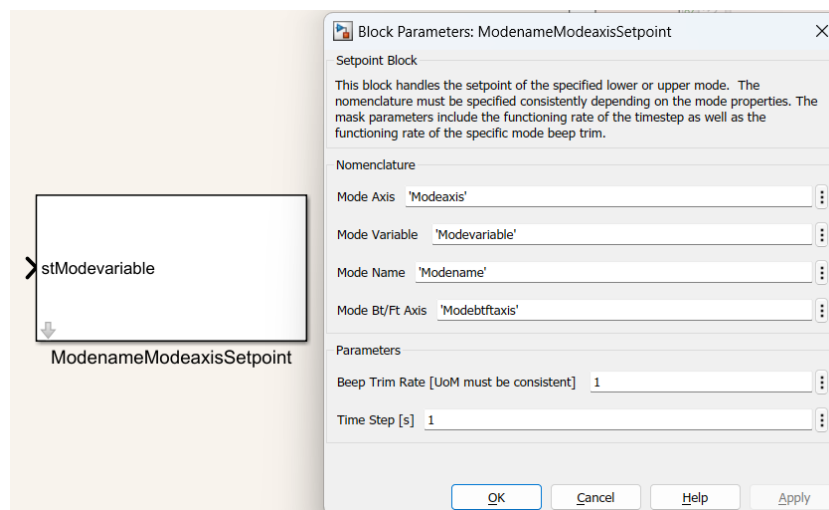 Block Parameters: ModenameModeaxisSetpoint
Setpoint Block
This block handles the setpoint of the specified lower or upper mode. The
nomenclature must be specified consistently depending on the mode properties. The
mask parameters include the functioning rate of the timestep as well as the
functioning rate of the specific mode beep trim.
Nomenclature
Mode Axis 'Modeaxis'
Mode Variable 'Modevariable'
Mode Name 'Modename'
Mode Bt/Ft Axis 'Modebtftaxis'
Parameters
Beep Trim Rate [UoM must be consistent] 1
Time Step [s] 1
OK Cancel Help Apply
stModevariable
ModenameModeaxisSetpoint